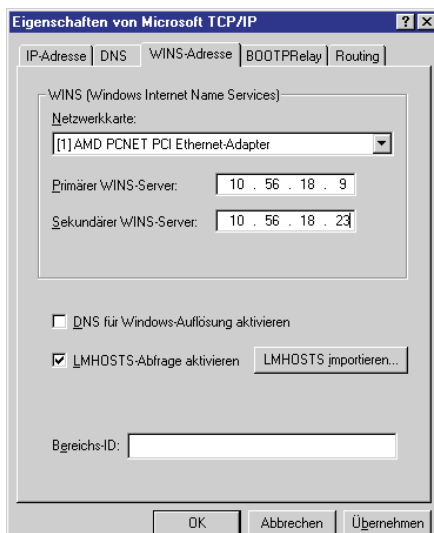 Eigenschaften von Microsoft TCP/IP
IP-Adresse DNS WINS-Adresse BOOTPRelay Routing
WINS (Windows Internet Name Services)
Netzwerkkarte:
[1] AMD PCNET PCI Ethernet-Adapter
Primärer WINS-Server: 10 . 56 . 18 . 9
Sekundärer WINS-Server: 10 . 56 . 18 . 23
DNS für Windows-Auflösung aktivieren
LMHOSTS-Abfrage aktivieren LMHOSTS importieren...
Bereichs-ID:
OK Abbrechen Übernehmen